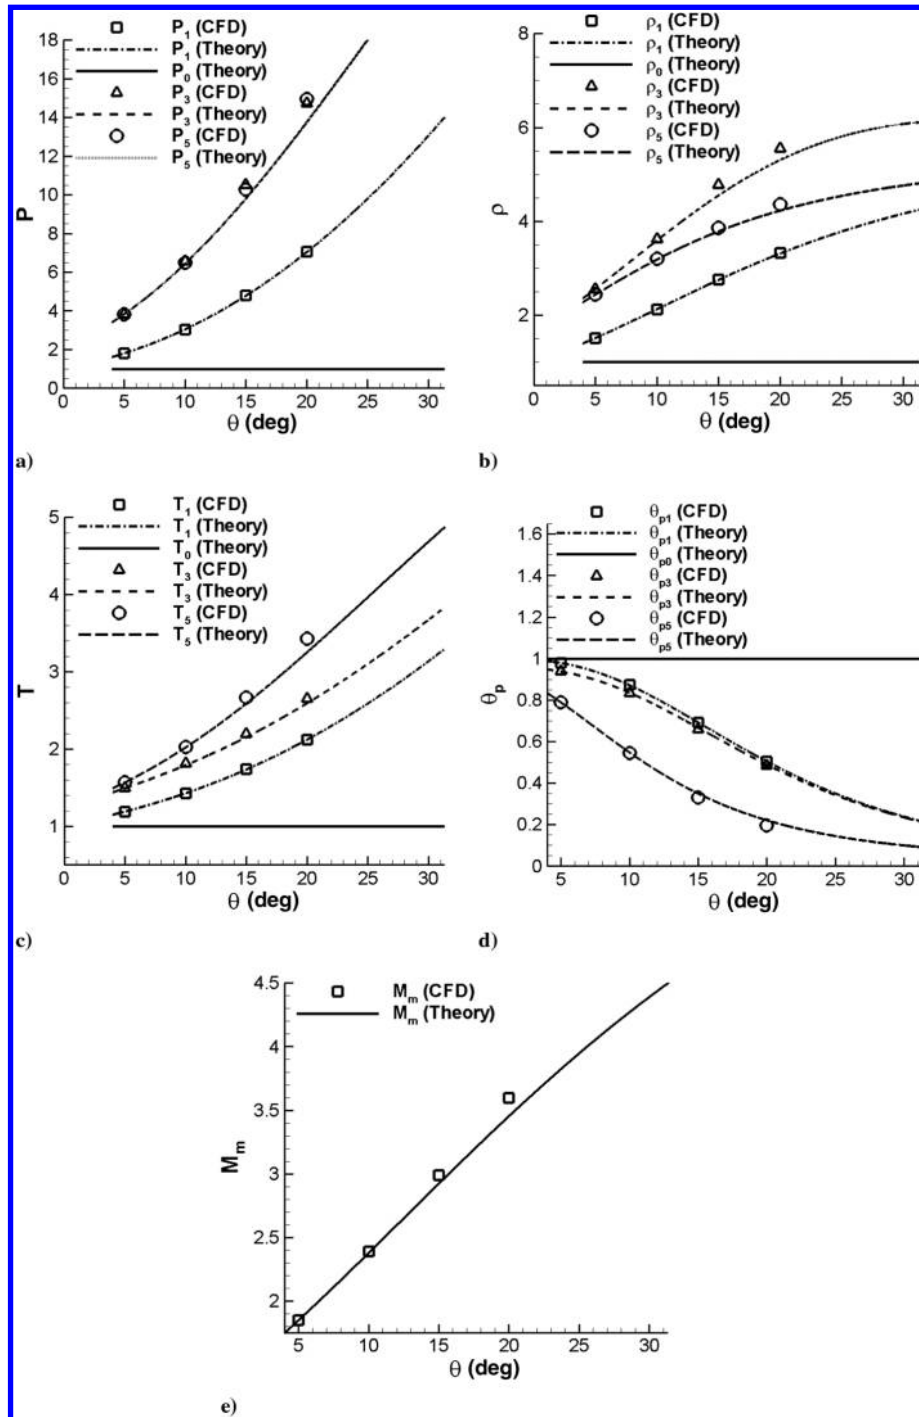 P1 (CFD)
P1 (Theory)
P0 (Theory)
P3 (CFD)
P3 (Theory)
P5 (CFD)
P5 (Theory)
18
16
14
12
10
8
6
4
2
0
P
0 5 10 15 20 25 30
θ (deg)
a)
ρ1 (CFD)
ρ1 (Theory)
ρ0 (Theory)
ρ3 (CFD)
ρ3 (Theory)
ρ5 (CFD)
ρ5 (Theory)
8
6
4
2
ρ
0 5 10 15 20 25 30
θ (deg)
b)
T1 (CFD)
T1 (Theory)
T0 (Theory)
T3 (CFD)
T3 (Theory)
T5 (CFD)
T5 (Theory)
5
4
3
2
1
T
0 5 10 15 20 25 30
θ (deg)
c)
θp1 (CFD)
θp1 (Theory)
θp0 (Theory)
θp3 (CFD)
θp3 (Theory)
θp5 (CFD)
θp5 (Theory)
1.6
1.4
1.2
1
0.8
0.6
0.4
0.2
0
θp
5 10 15 20 25 30
θ (deg)
d)
Mm (CFD)
Mm (Theory)
4.5
4
3.5
3
2.5
2
Mm
5 10 15 20 25 30
θ (deg)
e)